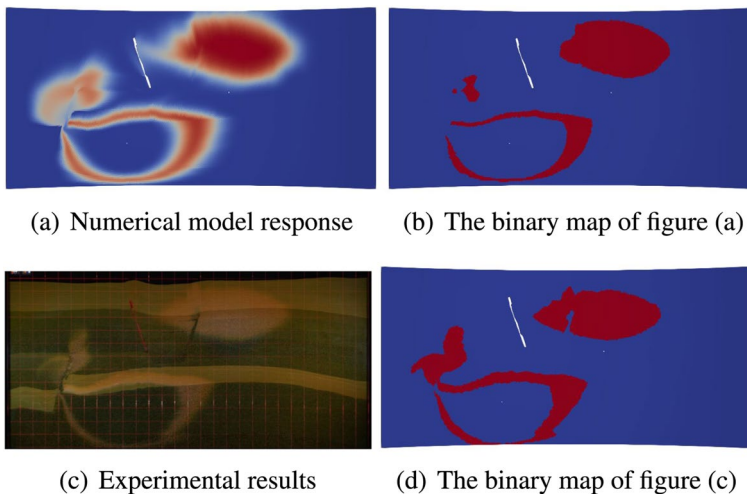 (a) Numerical model response
(b) The binary map of figure (a)
(c) Experimental results
(d) The binary map of figure (c)